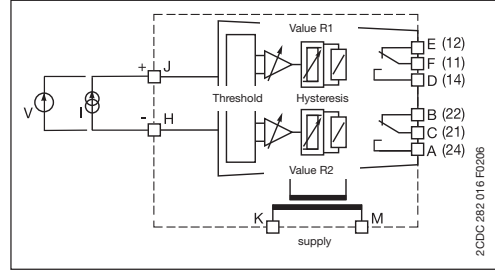 Value R1
E (12)
F (11)
D (14)
+ J
Threshold Hysteresis
V I
B (22)
C (21)
A (24)
- H
Value R2
K M
supply
2CDC 282 016 F0206